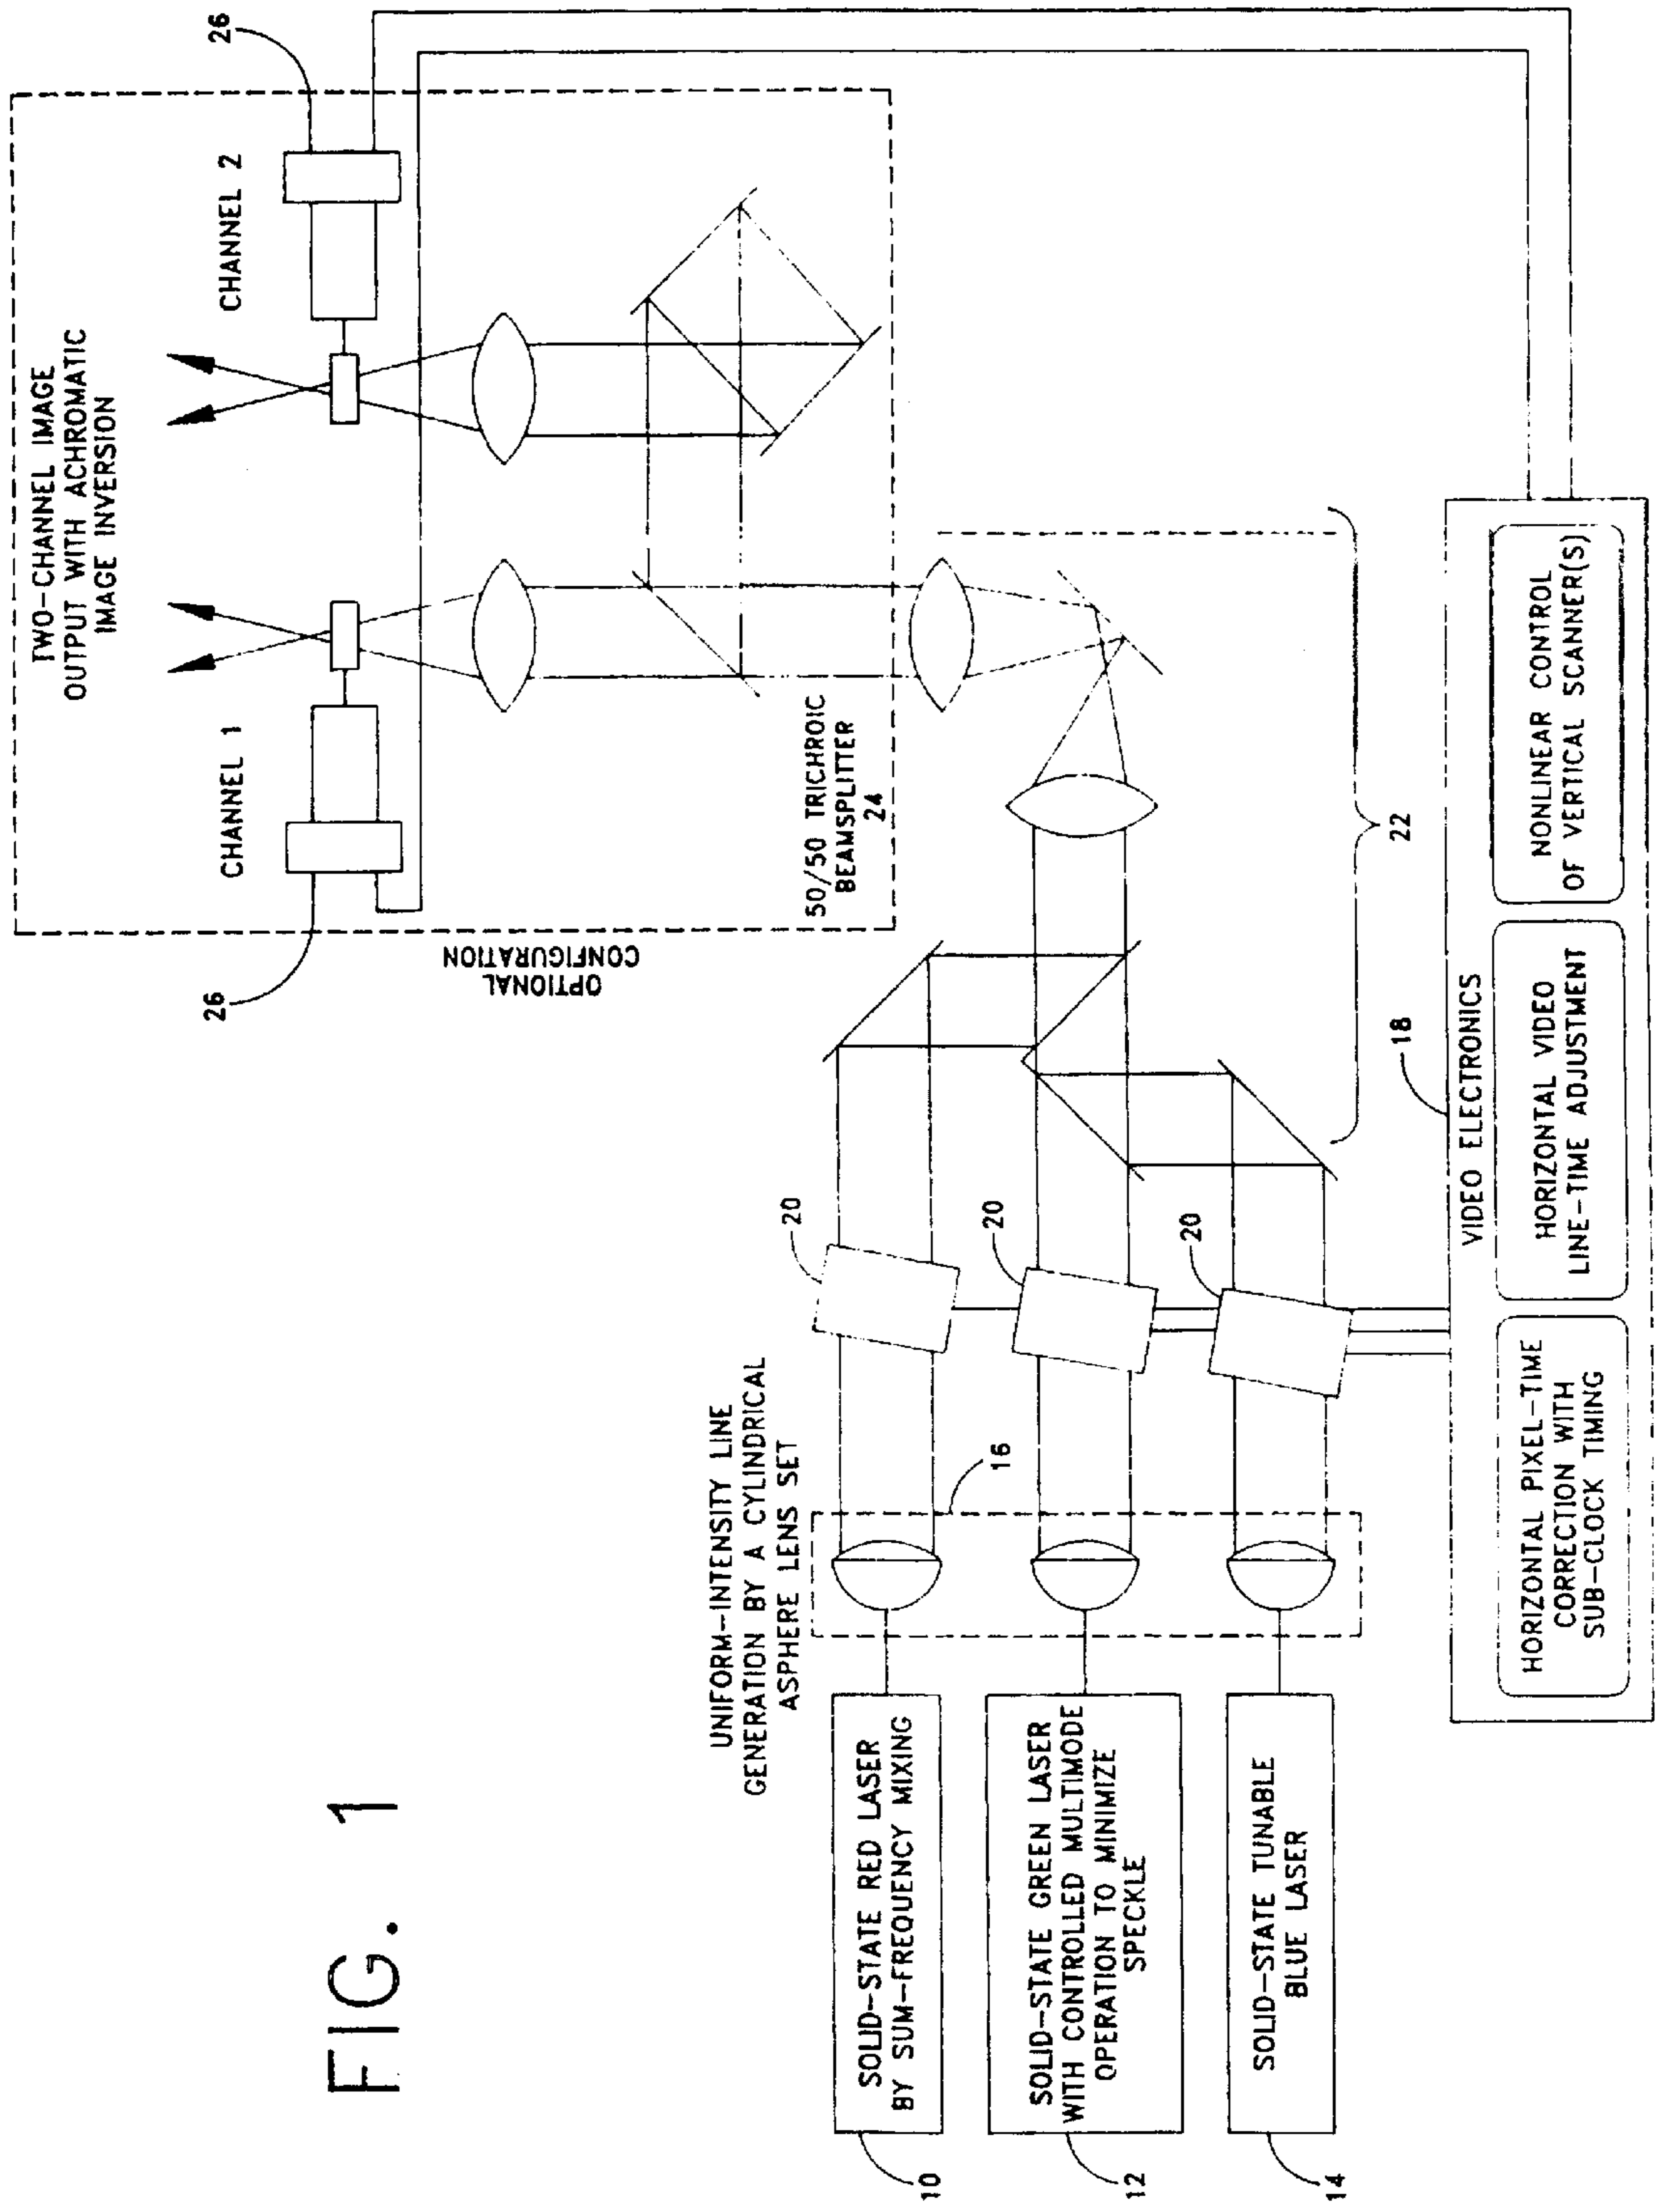 FIG. 1
TWO-CHANNEL IMAGE
OUTPUT WITH ACHROMATIC
IMAGE INVERSION
CHANNEL 1
CHANNEL 2
26
26
OPTIONAL
CONFIGURATION
50/50 TRICHROIC
BEAMSPLITTER
24
UNIFORM-INTENSITY LINE
GENERATION BY A CYLINDRICAL
ASPHERE LENS SET
16
20
20
20
22
10
SOLID-STATE RED LASER
BY SUM-FREQUENCY MIXING
12
SOLID-STATE GREEN LASER
WITH CONTROLLED MULTIMODE
OPERATION TO MINIMIZE
SPECKLE
14
SOLID-STATE TUNABLE
BLUE LASER
18
VIDEO ELECTRONICS
HORIZONTAL PIXEL-TIME
CORRECTION WITH
SUB-CLOCK TIMING
HORIZONTAL VIDEO
LINE-TIME ADJUSTMENT
NONLINEAR CONTROL
OF VERTICAL SCANNER(S)